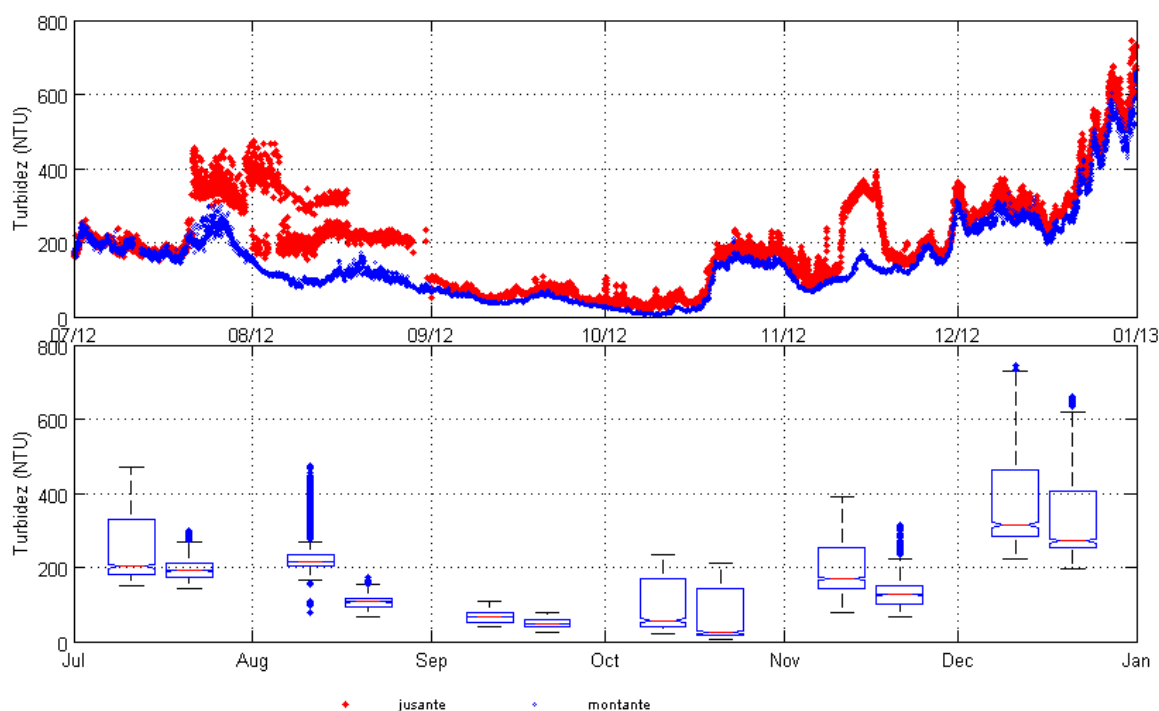 800
600
400
200
0
Turbidez (NTU)
07/12 08/12 09/12 10/12 11/12 12/12 01/13
800
600
400
200
0
Turbidez (NTU)
Jul Aug Sep Oct Nov Dec Jan
jusante montante